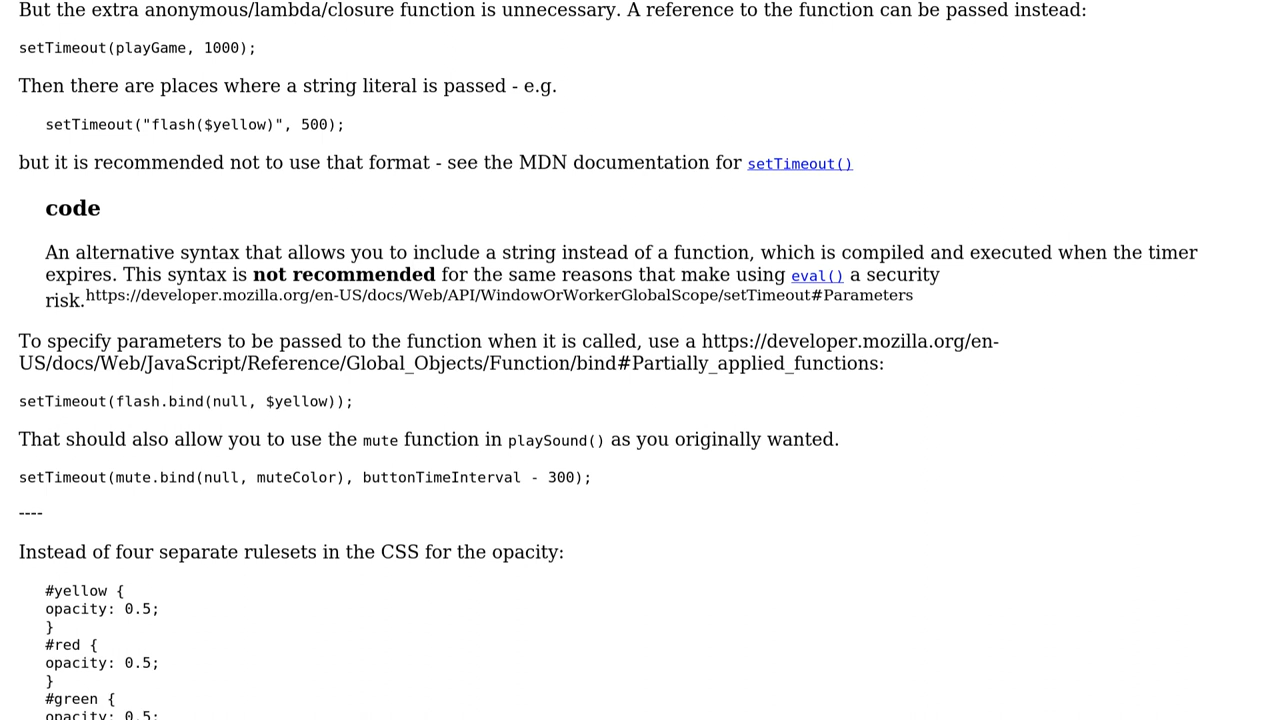 But the extra anonymous/lambda/closure function is unnecessary. A reference to the function can be passed instead:
setTimeout(playGame, 1000);
Then there are places where a string literal is passed - e.g.
setTimeout("flash($yellow)", 500);
but it is recommended not to use that format - see the MDN documentation for setTimeout()
code
An alternative syntax that allows you to include a string instead of a function, which is compiled and executed when the timer
expires. This syntax is not recommended for the same reasons that make using eval() a security
risk.https://developer.mozilla.org/en-US/docs/Web/API/WindowOrWorkerGlobalScope/setTimeout#Parameters
To specify parameters to be passed to the function when it is called, use a https://developer.mozilla.org/en-
US/docs/Web/JavaScript/Reference/Global_Objects/Function/bind#Partially_applied_functions:
setTimeout(flash.bind(null, $yellow));
That should also allow you to use the mute function in playSound() as you originally wanted.
setTimeout(mute.bind(null, muteColor), buttonTimeInterval - 300);
----
Instead of four separate rulesets in the CSS for the opacity:
#yellow {
opacity: 0.5;
}
#red {
opacity: 0.5;
}
#green {
opacity: 0.5;